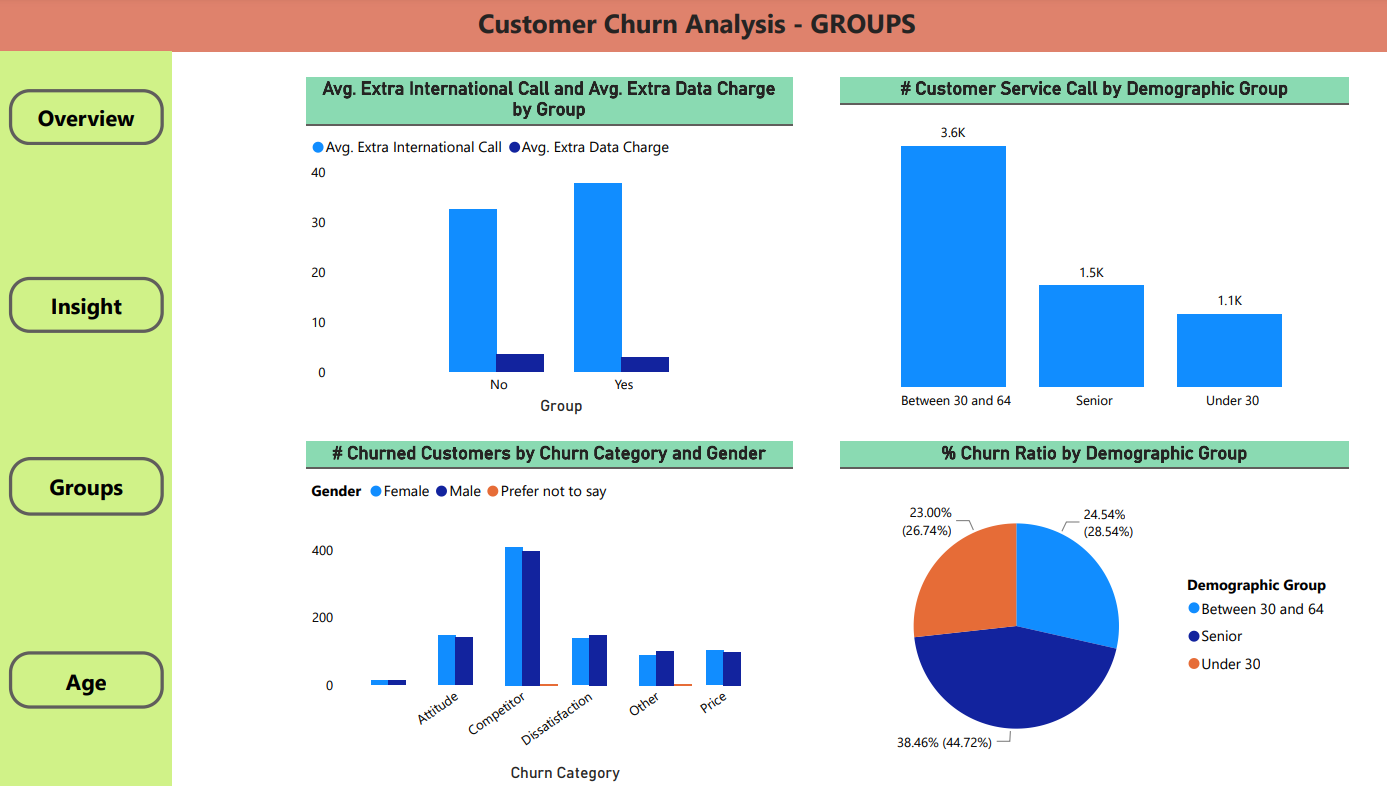 Customer Churn Analysis - GROUPS
Overview
Insight
Groups
Age
Avg. Extra International Call and Avg. Extra Data Charge
by Group
Avg. Extra International Call Avg. Extra Data Charge
40
30
20
10
0
No Yes
Group
# Customer Service Call by Demographic Group
3.6K
1.5K
1.1K
Between 30 and 64 Senior Under 30
# Churned Customers by Churn Category and Gender
Gender Female Male Prefer not to say
400
200
0
Attitude Competitor Dissatisfaction Other Price
Churn Category
% Churn Ratio by Demographic Group
23.00%
(26.74%)
24.54%
(28.54%)
38.46% (44.72%)
Demographic Group
Between 30 and 64
Senior
Under 30